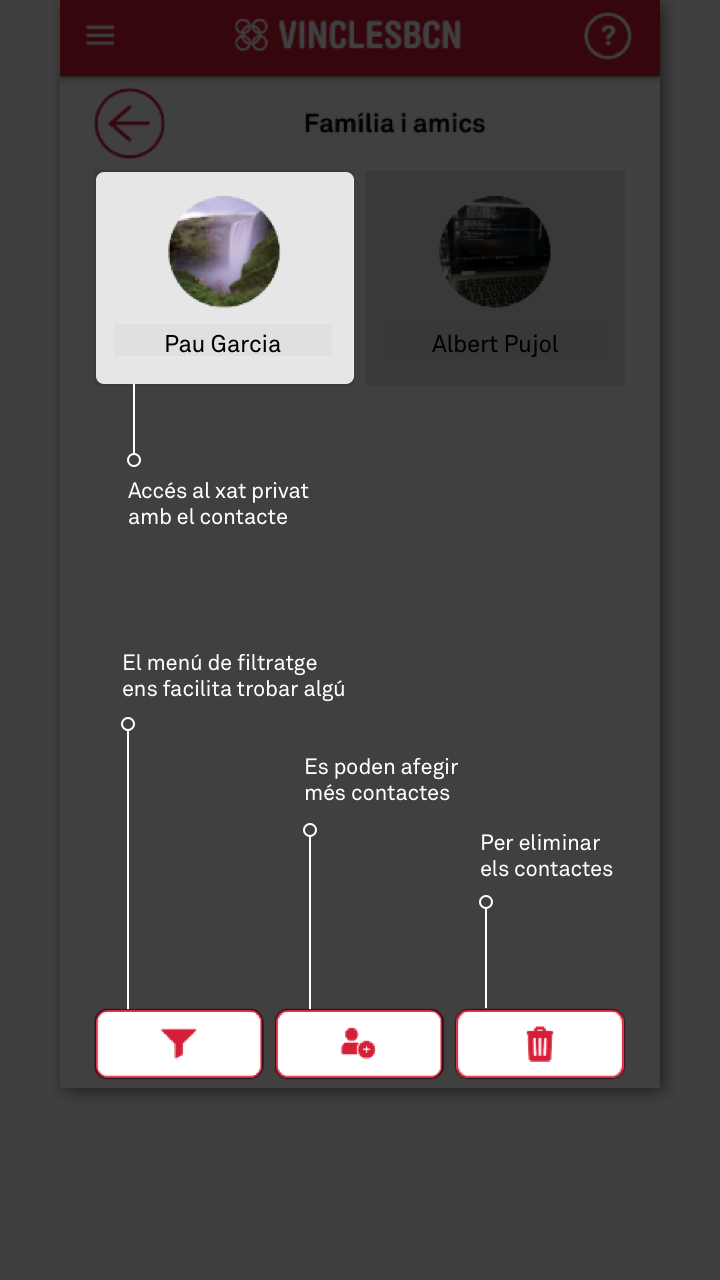 VINCLESBCN
?
Família i amics
Pau Garcia
Albert Pujol
Accés al xat privat
amb el contacte
El menú de filtratge
ens facilita trobar algú
Es poden afegir
més contactes
Per eliminar
els contactes